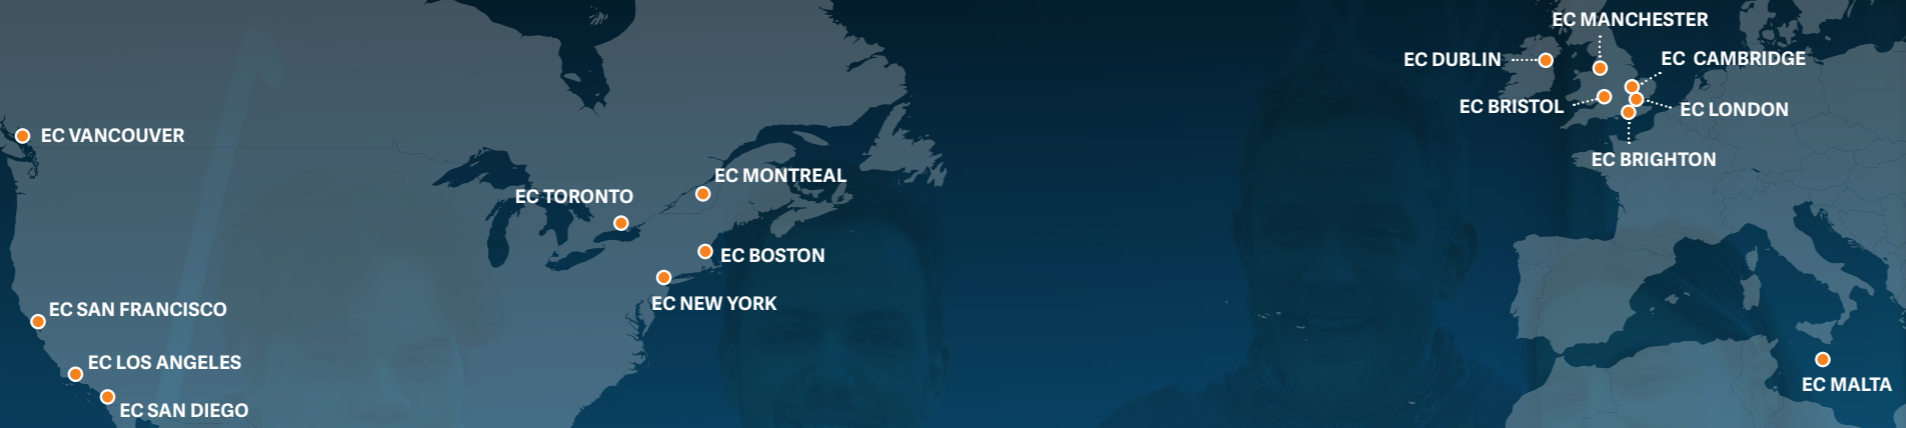 EC MANCHESTER
EC DUBLIN
EC  CAMBRIDGE
EC BRISTOL
EC LONDON
EC VANCOUVER
EC BRIGHTON
EC MONTREAL
EC TORONTO
EC BOSTON
EC NEW YORK
EC SAN FRANCISCO
EC LOS ANGELES
EC MALTA
EC SAN DIEGO